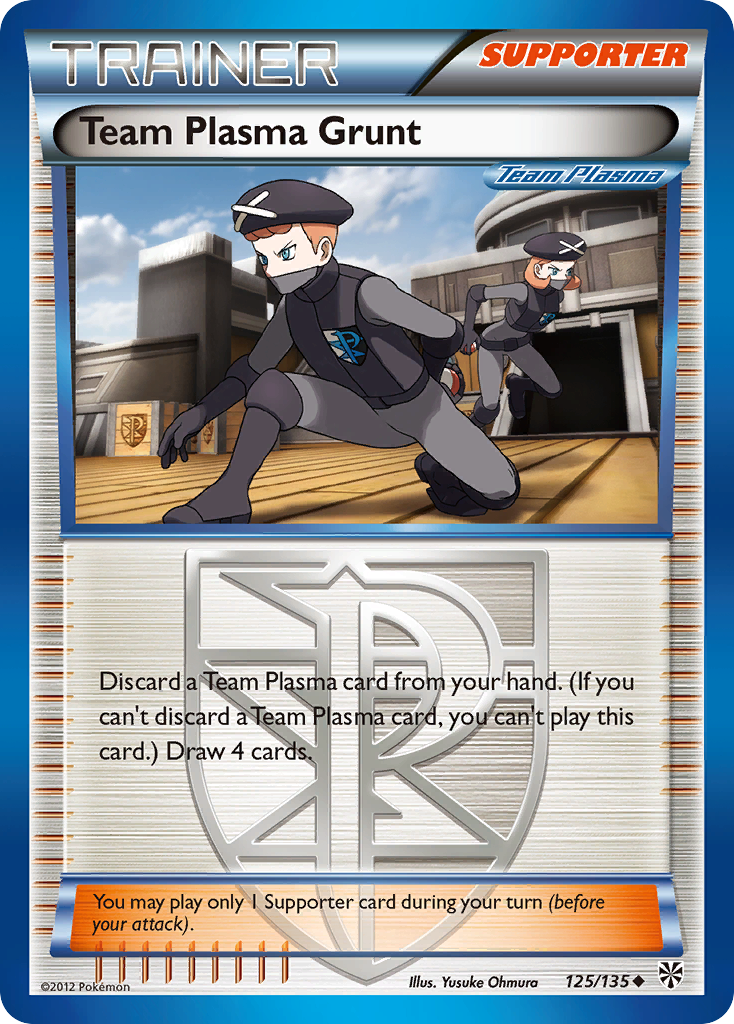 TRAINER
SUPPORTER
Team Plasma Grunt
Team Plasma
Discard a Team Plasma card from your hand. (If you
can't discard a Team Plasma card, you can't play this
card.) Draw 4 cards.
You may play only 1 Supporter card during your turn (before
your attack).
©2012 Pokémon
Illus. Yusuke Ohmura
125/135